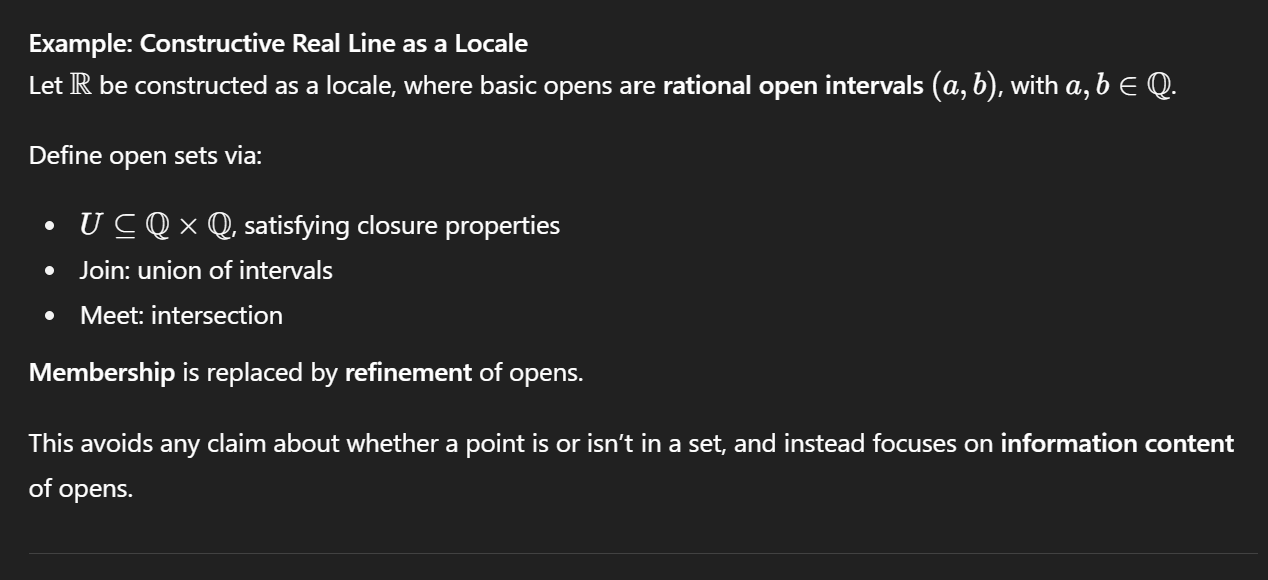 Example: Constructive Real Line as a Locale
Let ℝ be constructed as a locale, where basic opens are rational open intervals (a, b), with a, b ∈ ℚ.
Define open sets via:
• U ⊆ ℚ × ℚ, satisfying closure properties
• Join: union of intervals
• Meet: intersection
Membership is replaced by refinement of opens.
This avoids any claim about whether a point is or isn’t in a set, and instead focuses on information content
of opens.